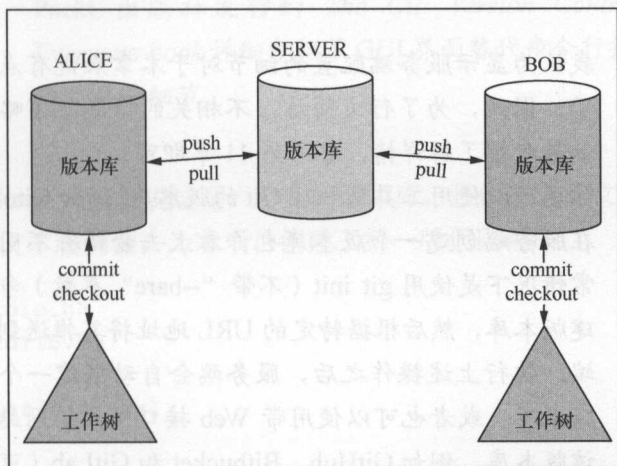 ALICE
SERVER
BOB
版本库
push
pull
版本库
push
pull
版本库
commit
checkout
commit
checkout
工作树
工作树